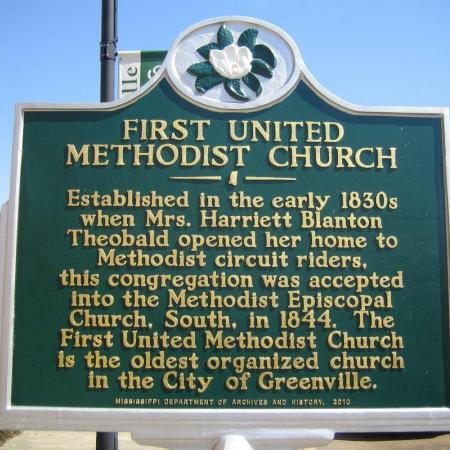 lle
FIRST UNITED
METHODIST CHURCH
Established in the early 1830s
when Mrs. Harriett Blanton
Theobald opened her home to
Methodist circuit riders,
this congregation was accepted
into the Methodist Episcopal
Church, South, in 1844. The
First United Methodist Church
is the oldest organized church
in the City of Greenville.
MISSISSIPPI DEPARTMENT OF ARCHIVES AND HISTORY, 2010